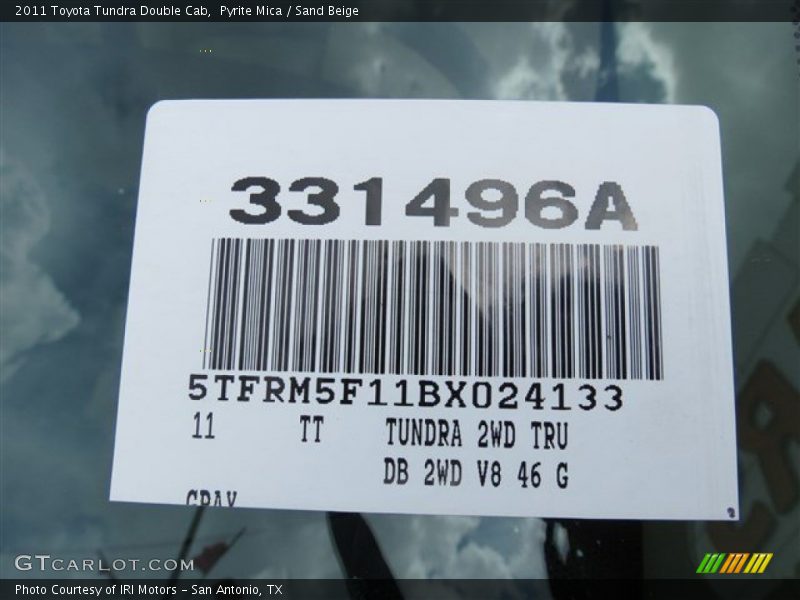 2011 Toyota Tundra Double Cab,  Pyrite Mica / Sand Beige
331496A
5TFRM5F11BX024133
11 TT TUNDRA 2WD TRU
DB 2WD V8 46 G
GRAY
GTCARLOT.COM
Photo Courtesy of IRI Motors – San Antonio, TX